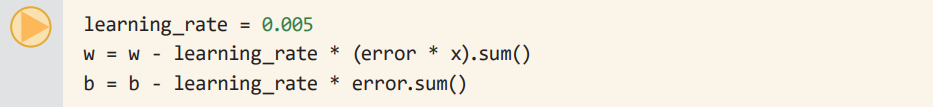 learning_rate = 0.005
w = w - learning_rate * (error * x).sum()
b = b - learning_rate * error.sum()